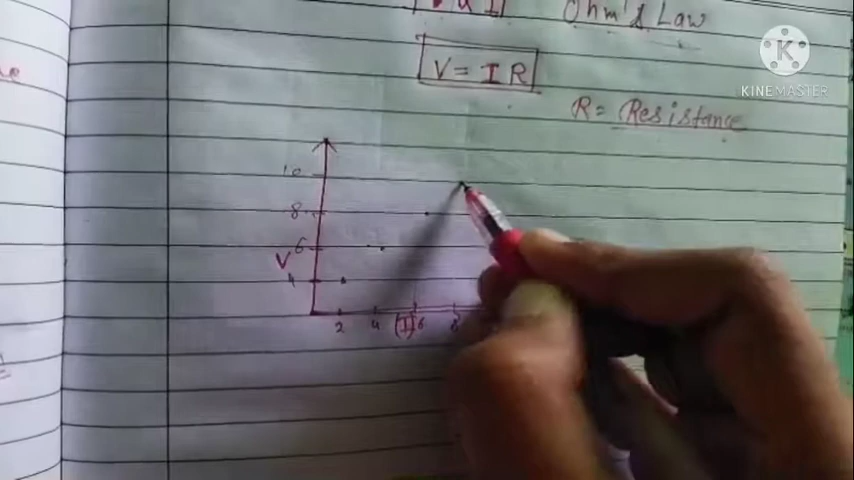 Ohm's Law
K
KINEMASTER
V = IR
R = Resistance
10
8
6
V
4
2 4 (I) 6 8